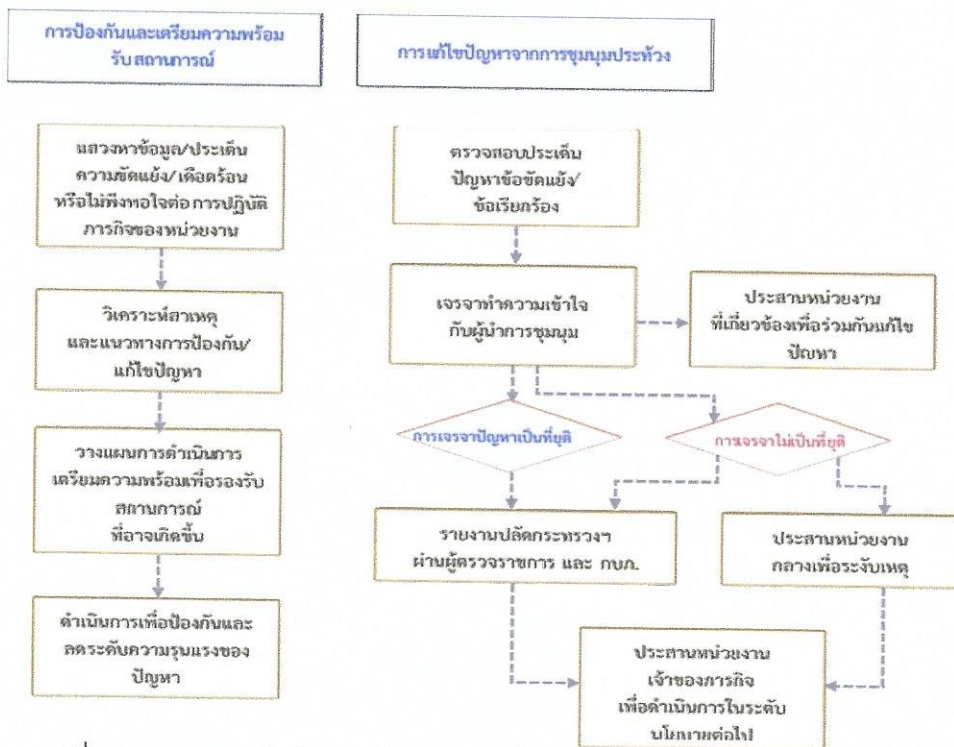 การป้องกันและเตรียมความพร้อม
รับสถานการณ์
แสวงหาข้อมูล/ประเด็น
ความขัดแย้ง/เดือดร้อน
หรือไม่พึงพอใจต่อการปฏิบัติ
ภารกิจของหน่วยงาน
วิเคราะห์สาเหตุ
และแนวทางการป้องกัน/
แก้ไขปัญหา
วางแผนการดำเนินการ
เตรียมความพร้อมเพื่อรองรับ
สถานการณ์
ที่อาจเกิดขึ้น
ดำเนินการเพื่อป้องกันและ
ลดระดับความรุนแรงของ
ปัญหา
การแก้ไขปัญหาจากการชุมนุมประท้วง
ตรวจสอบประเด็น
ปัญหาข้อขัดแย้ง/
ข้อเรียกร้อง
เจรจาทำความเข้าใจ
กับผู้นำการชุมนุม
ประสานหน่วยงาน
ที่เกี่ยวข้องเพื่อร่วมกันแก้ไข
ปัญหา
การเจรจาปัญหาเป็นที่ยุติ
การเจรจาไม่เป็นที่ยุติ
รายงานปลัดกระทรวงฯ
ผ่านผู้ตรวจราชการ และ กบภ.
ประสานหน่วยงาน
กลางเพื่อระงับเหตุ
ประสานหน่วยงาน
เจ้าของภารกิจ
เพื่อดำเนินการในระดับ
นโยบายต่อไป